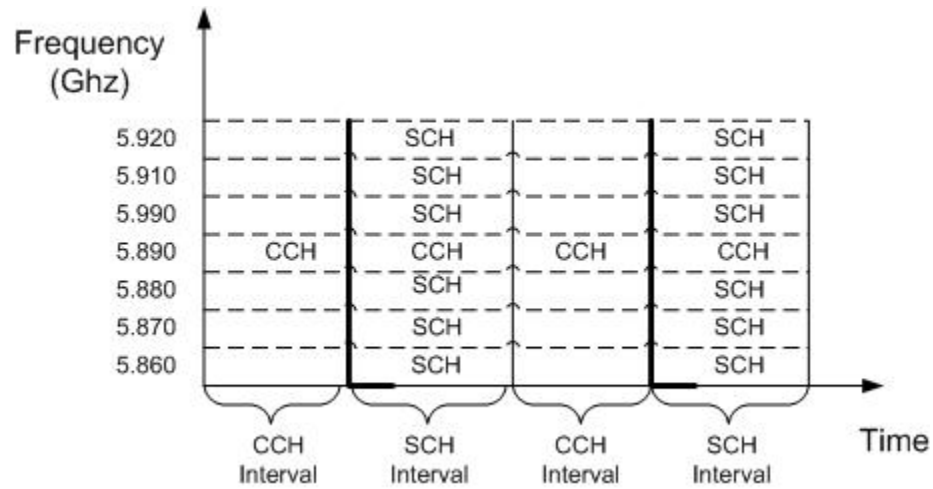 Frequency
(Ghz)
5.920 SCH SCH
5.910 SCH SCH
5.990 SCH SCH
5.890 CCH CCH CCH CCH
5.880 SCH SCH
5.870 SCH SCH
5.860 SCH SCH
CCH Interval
SCH Interval
CCH Interval
SCH Interval
Time